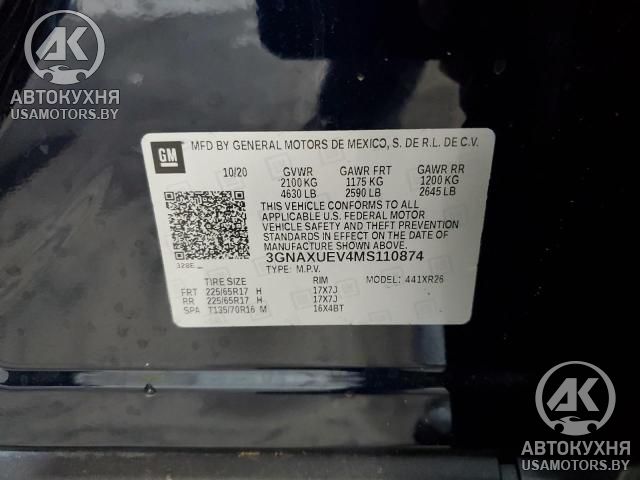 AK
АВТОКУХНЯ
USAMOTORS.BY
GM
MFD BY GENERAL MOTORS DE MEXICO, S. DE R.L. DE C.V.
10/20 GVWR GAWR FRT GAWR RR
2100 KG 1175 KG 1200 KG
4630 LB 2590 LB 2645 LB
THIS VEHICLE CONFORMS TO ALL
APPLICABLE U.S. FEDERAL MOTOR
VEHICLE SAFETY AND THEFT PREVENTION
STANDARDS IN EFFECT ON THE DATE OF
MANUFACTURE SHOWN ABOVE.
3GNAXUEV4MS110874
328E
TYPE: M.P.V. MODEL: 441XR26
TIRE SIZE RIM
FRT 225/65R17 H 17X7J
RR 225/65R17 H 17X7J
SPA T135/70R16 M 16X4BT
AK
АВТОКУХНЯ
USAMOTORS.BY